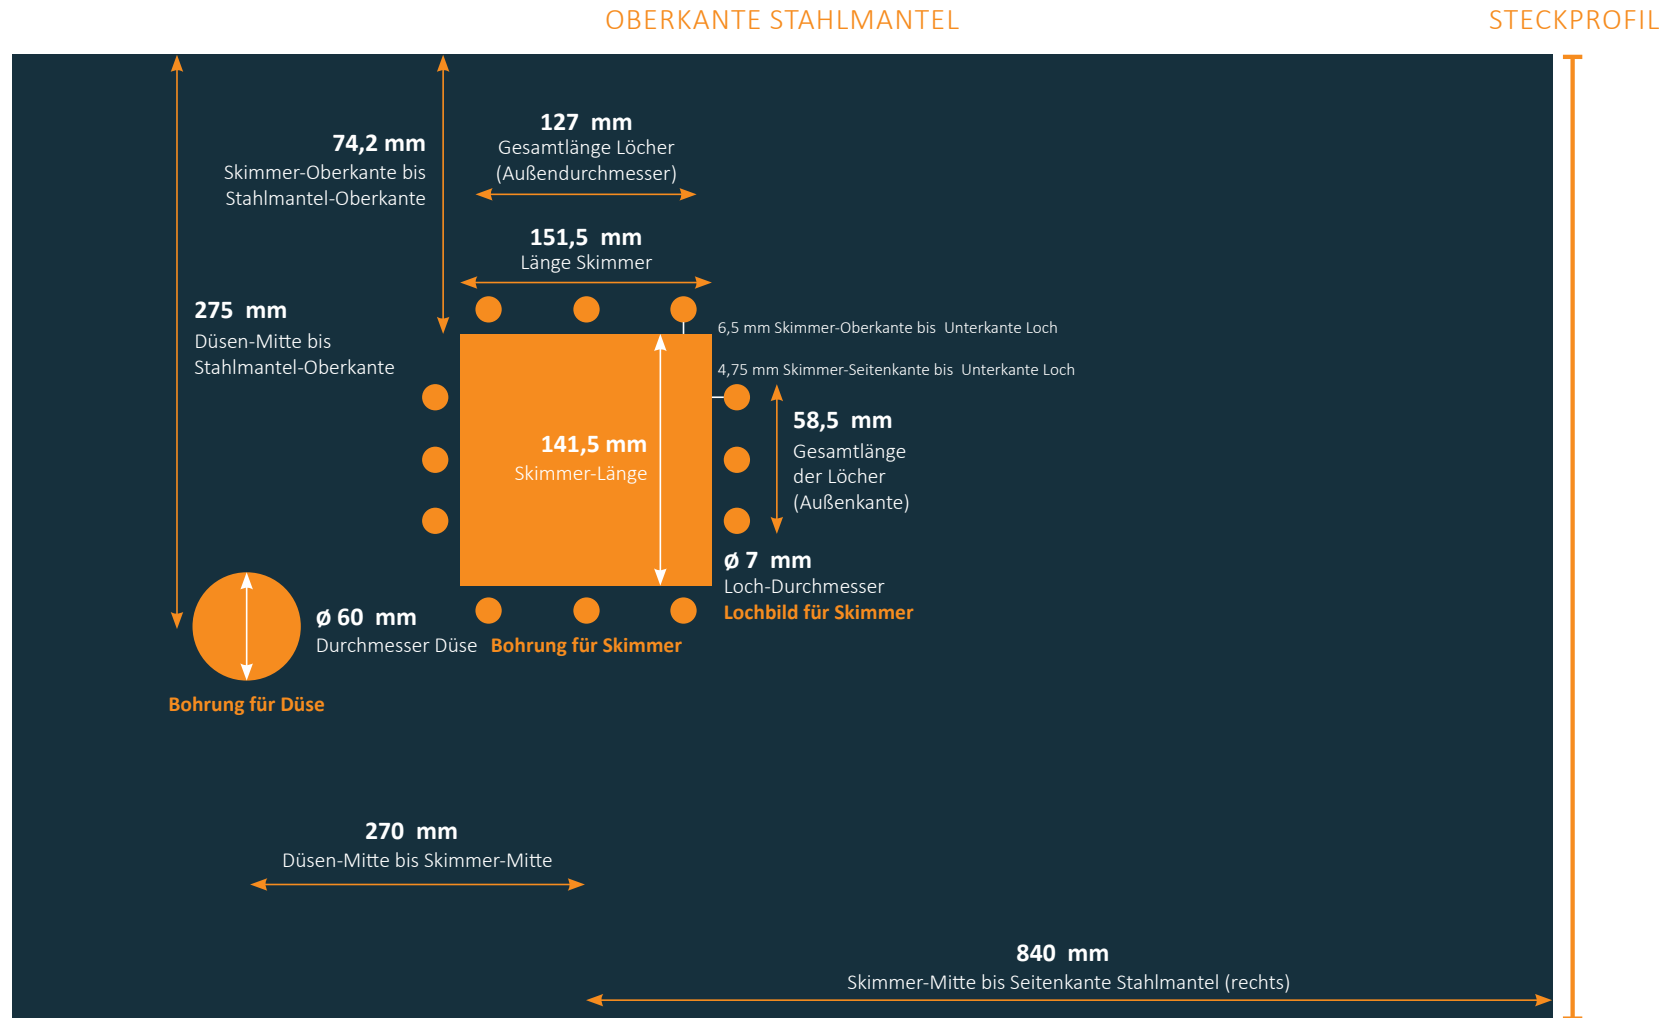 OBERKANTE STAHLMANTEL
STECKPROFIL
127 mm
Gesamtlänge Löcher
(Außendurchmesser)
74,2 mm
Skimmer-Oberkante bis
Stahlmantel-Oberkante
151,5 mm
Länge Skimmer
275 mm
Düsen-Mitte bis
Stahlmantel-Oberkante
6,5 mm Skimmer-Oberkante bis Unterkante Loch
4,75 mm Skimmer-Seitenkante bis Unterkante Loch
141,5 mm
Skimmer-Länge
58,5 mm
Gesamtlänge
der Löcher
(Außenkante)
ø 7 mm
Loch-Durchmesser
Lochbild für Skimmer
ø 60 mm
Durchmesser Düse
Bohrung für Skimmer
Bohrung für Düse
270 mm
Düsen-Mitte bis Skimmer-Mitte
840 mm
Skimmer-Mitte bis Seitenkante Stahlmantel (rechts)